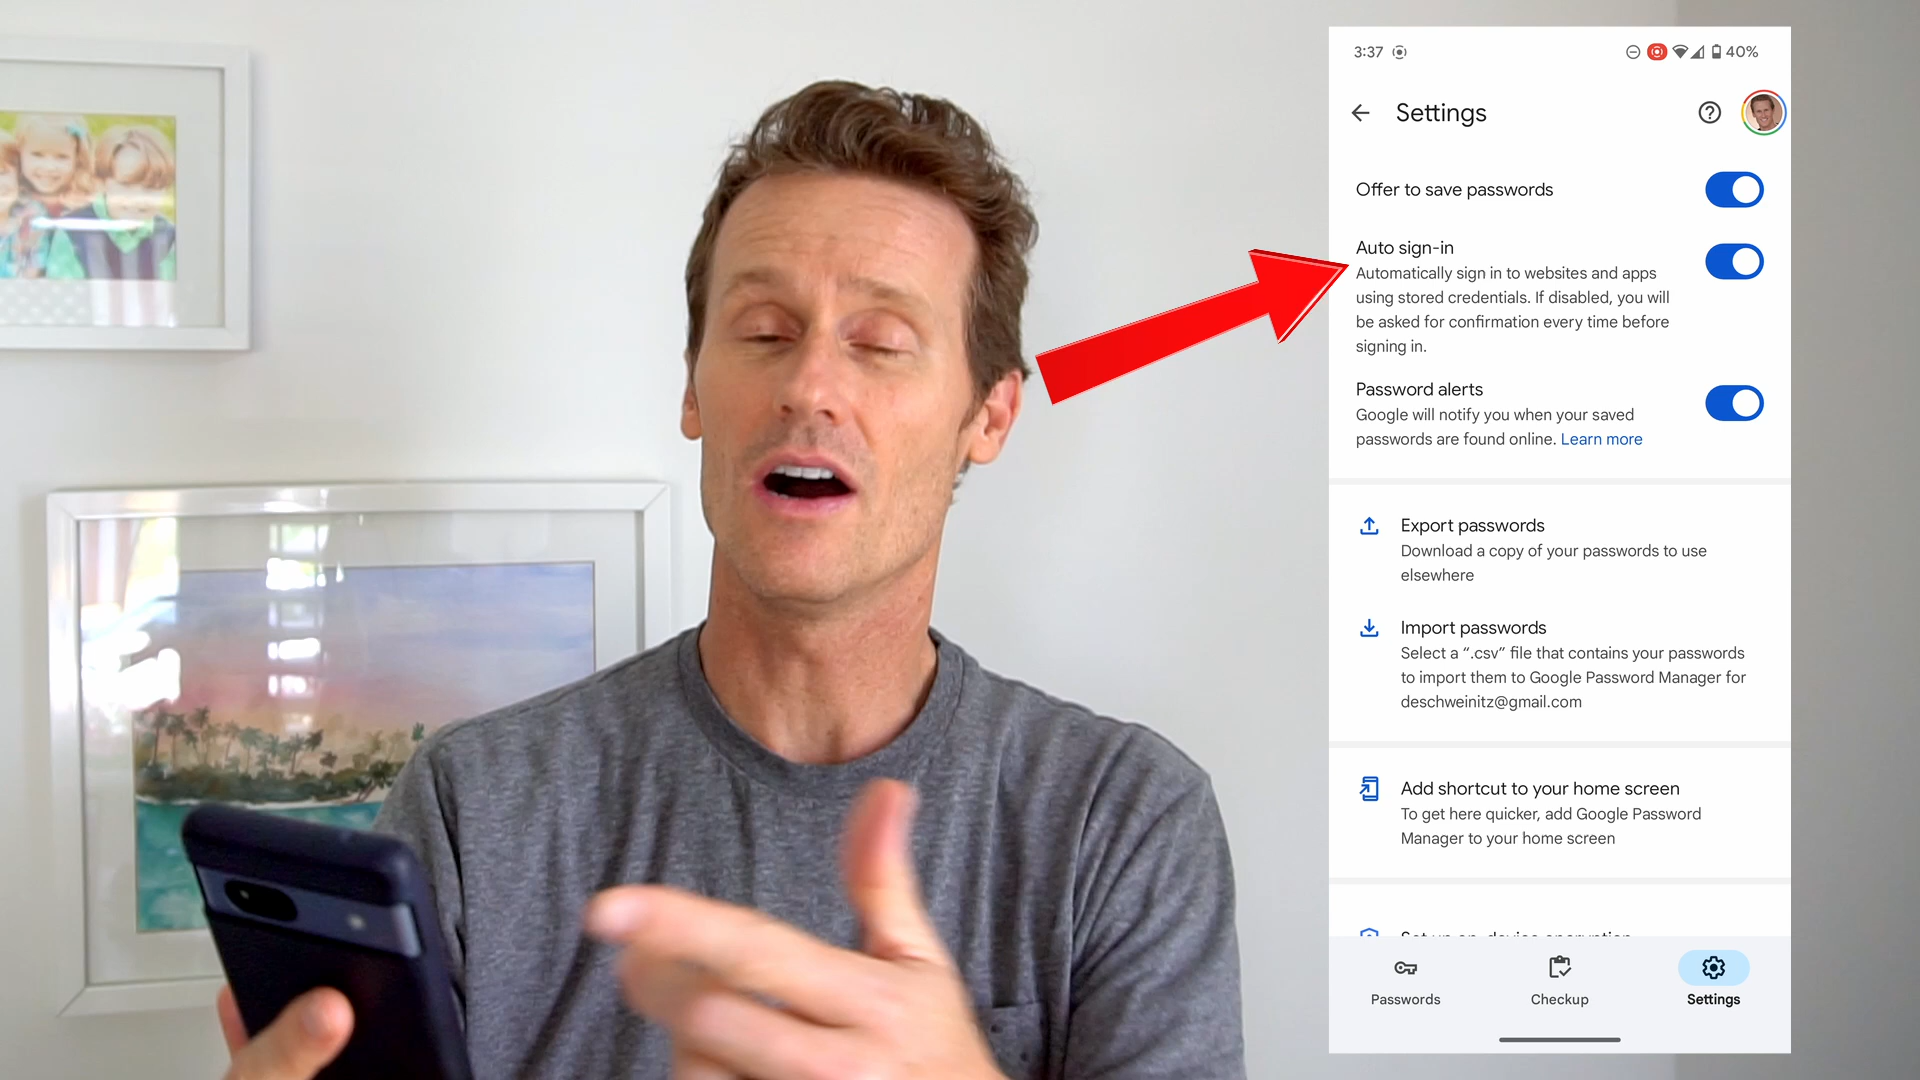 3:37 40%
Settings
Offer to save passwords
Auto sign-in
Automatically sign in to websites and apps
using stored credentials. If disabled, you will
be asked for confirmation every time before
signing in.
Password alerts
Google will notify you when your saved
passwords are found online. Learn more
Export passwords
Download a copy of your passwords to use
elsewhere
Import passwords
Select a “.csv” file that contains your passwords
to import them to Google Password Manager for
deschweinitz@gmail.com
Add shortcut to your home screen
To get here quicker, add Google Password
Manager to your home screen
Set up on-device encryption
Passwords Checkup Settings